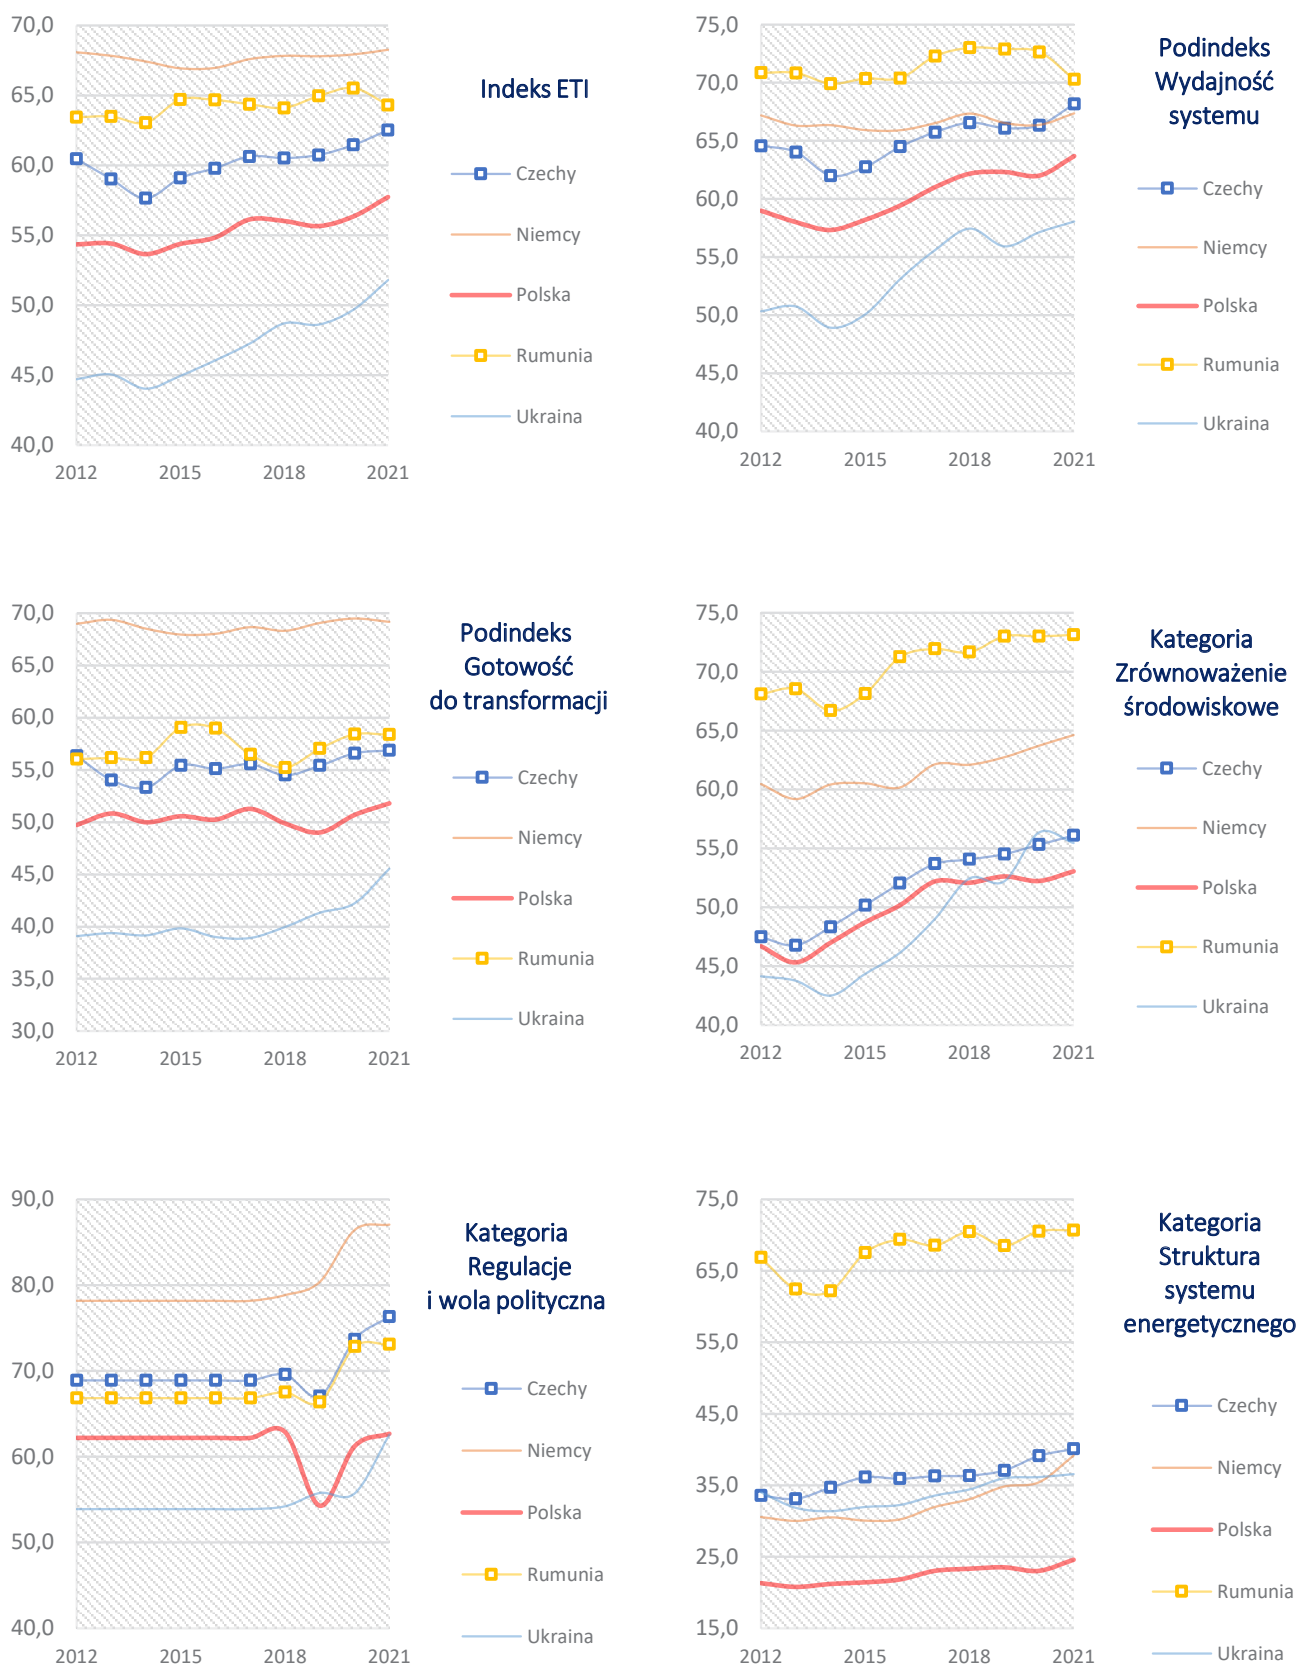 70,0
65,0
60,0
55,0
50,0
45,0
40,0
2012
2015
2018
2021
Indeks ETI
Czechy
Niemcy
Polska
Rumunia
Ukraina
75,0
70,0
65,0
60,0
55,0
50,0
45,0
40,0
2012
2015
2018
2021
Podindeks
Wydajność
systemu
Czechy
Niemcy
Polska
Rumunia
Ukraina
70,0
65,0
60,0
55,0
50,0
45,0
40,0
35,0
30,0
2012
2015
2018
2021
Podindeks
Gotowość
do transformacji
Czechy
Niemcy
Polska
Rumunia
Ukraina
75,0
70,0
65,0
60,0
55,0
50,0
45,0
40,0
2012
2015
2018
2021
Kategoria
Zrównoważenie
środowiskowe
Czechy
Niemcy
Polska
Rumunia
Ukraina
90,0
80,0
70,0
60,0
50,0
40,0
2012
2015
2018
2021
Kategoria
Regulacje
i wola polityczna
Czechy
Niemcy
Polska
Rumunia
Ukraina
75,0
65,0
55,0
45,0
35,0
25,0
15,0
2012
2015
2018
2021
Kategoria
Struktura
systemu
energetycznego
Czechy
Niemcy
Polska
Rumunia
Ukraina